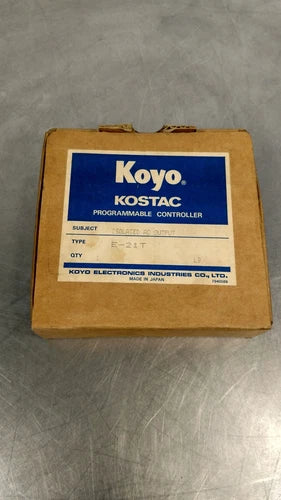 Koyo®
KOSTAC
PROGRAMMABLE CONTROLLER
SUBJECT ISOLATED AC OUTPUT
TYPE E-21T
QTY
KOYO ELECTRONICS INDUSTRIES CO., LTD.
MADE IN JAPAN